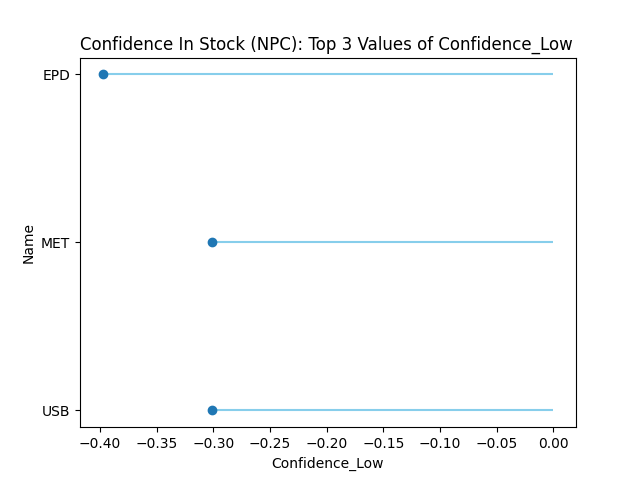 Confidence In Stock (NPC): Top 3 Values of Confidence_Low
EPD
MET
USB
Name
−0.40 −0.35 −0.30 −0.25 −0.20 −0.15 −0.10 −0.05 0.00
Confidence_Low